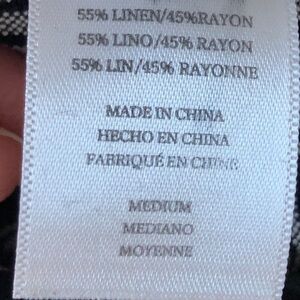 55% LINEN/45%RAYON
55% LINO/45% RAYON
55% LIN/45% RAYONNE
MADE IN CHINA
HECHO EN CHINA
FABRIQUÉ EN CHINE
MEDIUM
MEDIANO
MOYENNE